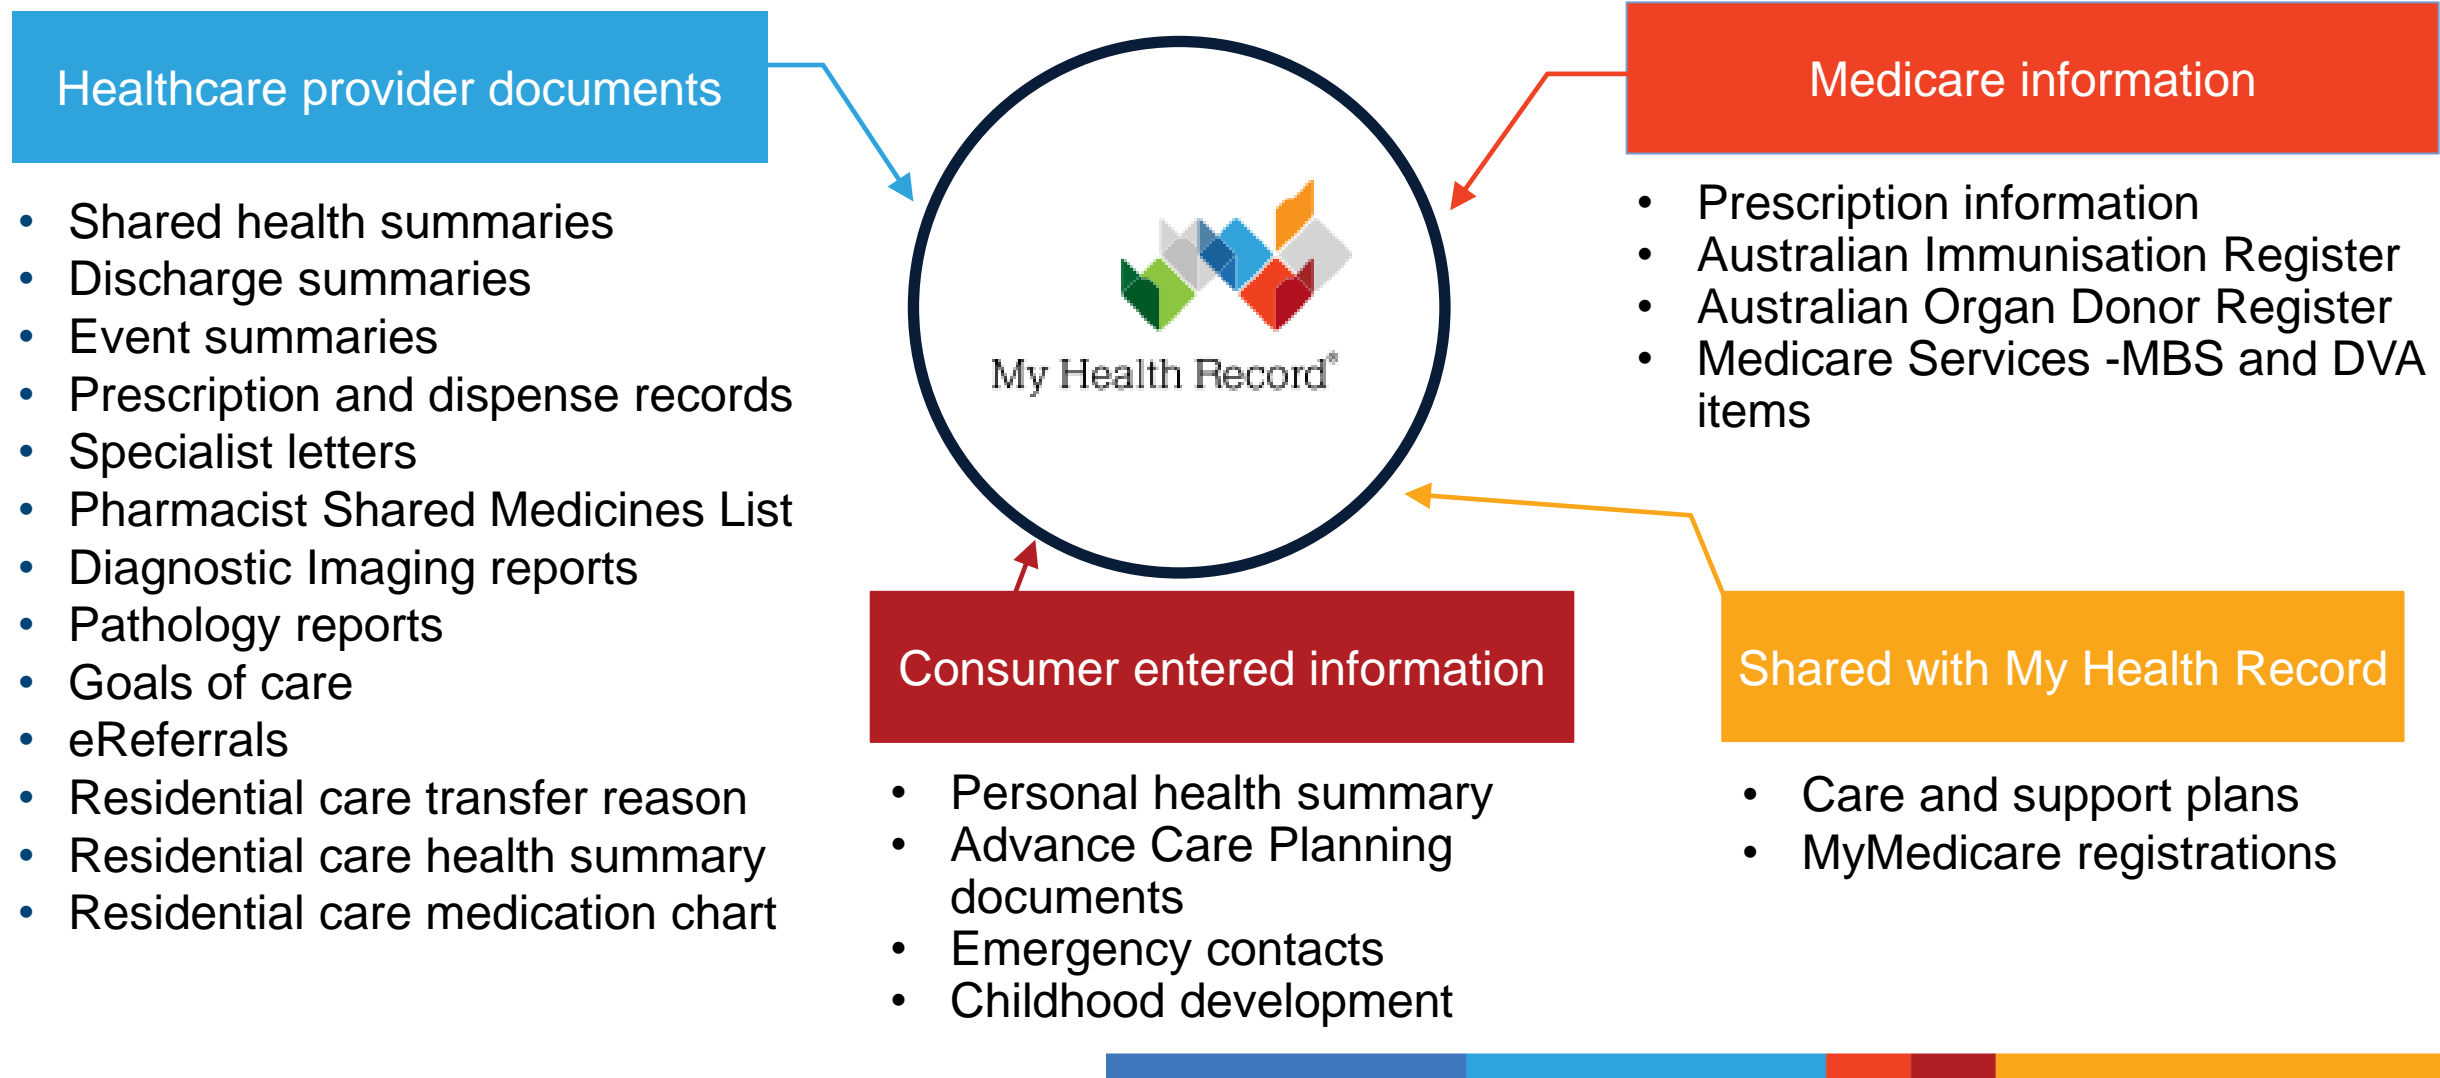 Healthcare provider documents
• Shared health summaries
• Discharge summaries
• Event summaries
• Prescription and dispense records
• Specialist letters
• Pharmacist Shared Medicines List
• Diagnostic Imaging reports
• Pathology reports
• Goals of care
• eReferrals
• Residential care transfer reason
• Residential care health summary
• Residential care medication chart
My Health Record®
Medicare information
• Prescription information
• Australian Immunisation Register
• Australian Organ Donor Register
• Medicare Services -MBS and DVA
items
Consumer entered information
• Personal health summary
• Advance Care Planning
documents
• Emergency contacts
• Childhood development
Shared with My Health Record
• Care and support plans
• MyMedicare registrations